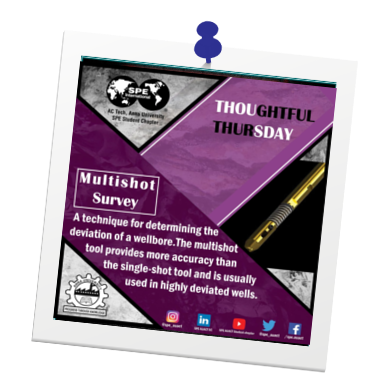 SPE
International
AC Tech, Anna University
SPE Student Chapter
THOUGHTFUL
THURSDAY
Multishot
Survey
A technique for determining the
deviation of a wellbore.The multishot
tool provides more accuracy than
the single-shot tool and is usually
used in highly deviated wells.